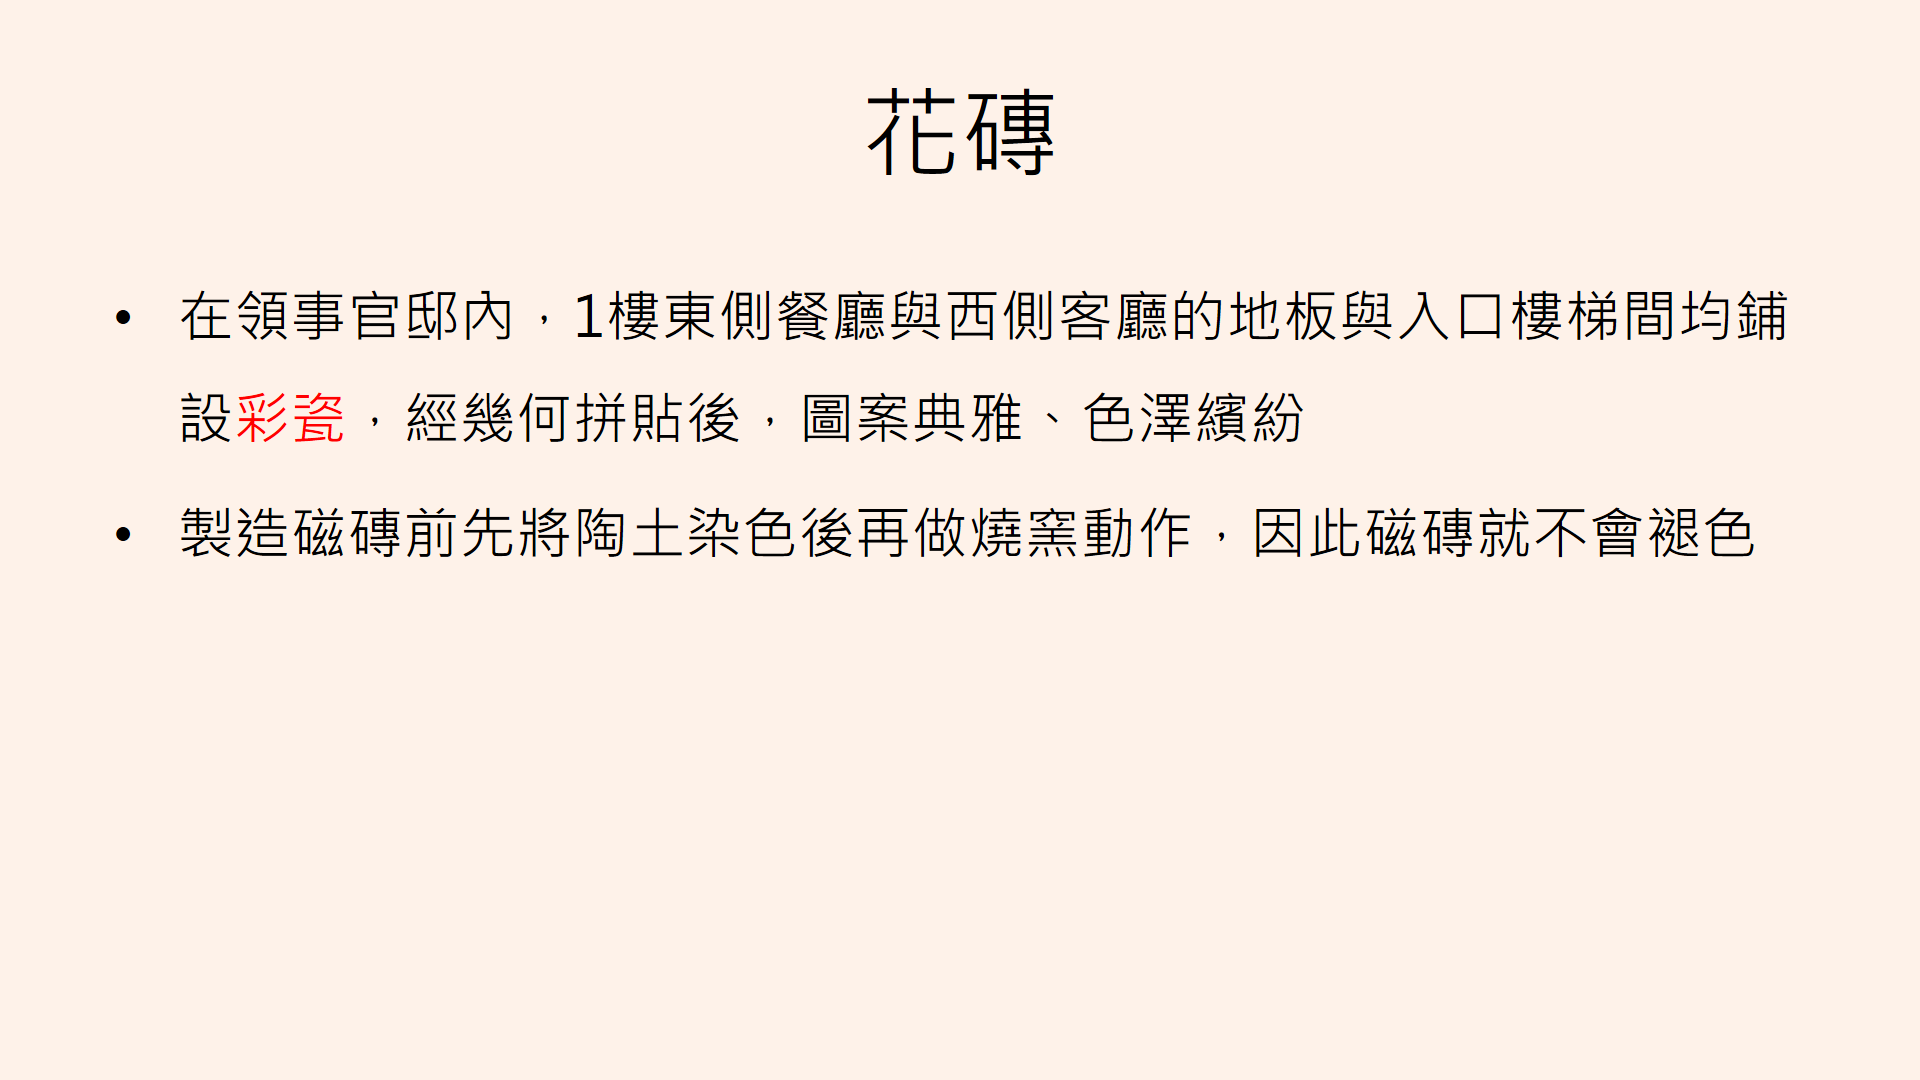 花磚
• 在領事官邸內，1樓東側餐廳與西側客廳的地板與入口樓梯間均鋪
設彩瓷，經幾何拼貼後，圖案典雅、色澤繽紛
• 製造磁磚前先將陶土染色後再做燒窯動作，因此磁磚就不會褪色